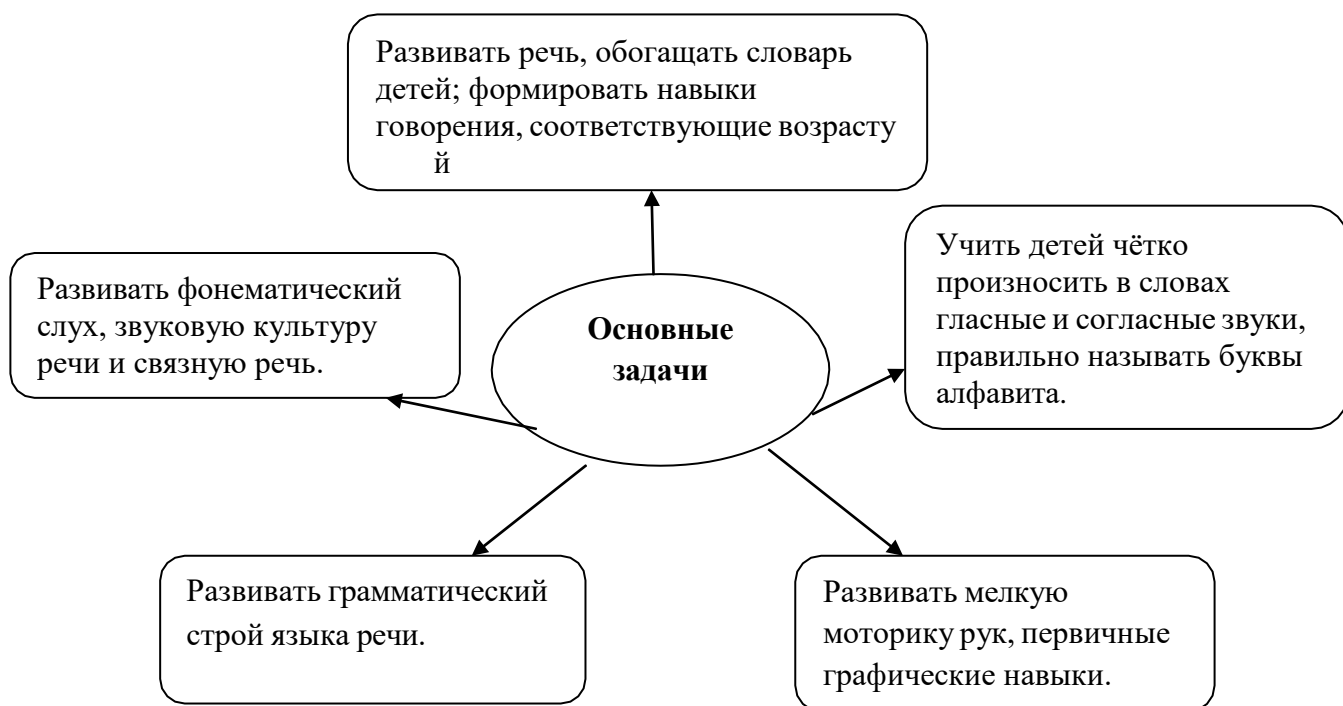 Развивать речь, обогащать словарь
детей; формировать навыки
говорения, соответствующие возрасту
й
Развивать фонематический
слух, звуковую культуру
речи и связную речь.
Основные
задачи
Учить детей чётко
произносить в словах
гласные и согласные звуки,
правильно называть буквы
алфавита.
Развивать грамматический
строй языка речи.
Развивать мелкую
моторику рук, первичные
графические навыки.